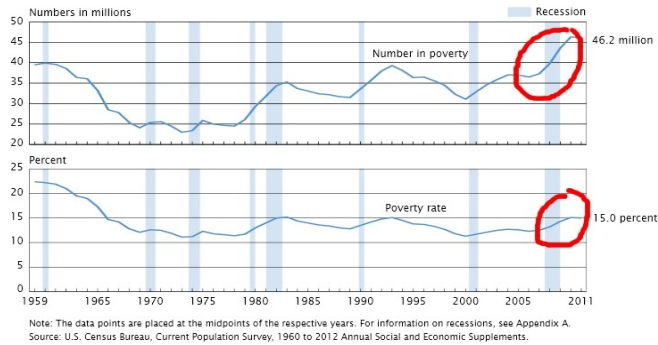 Numbers in millions
Recession
50
45
40
35
30
25
20
Number in poverty
46.2 million
Percent
25
20
15
10
5
0
Poverty rate
15.0 percent
1959 1965 1970 1975 1980 1985 1990 1995 2000 2005 2011
Note: The data points are placed at the midpoints of the respective years. For information on recessions, see Appendix A.
Source: U.S. Census Bureau, Current Population Survey, 1960 to 2012 Annual Social and Economic Supplements.